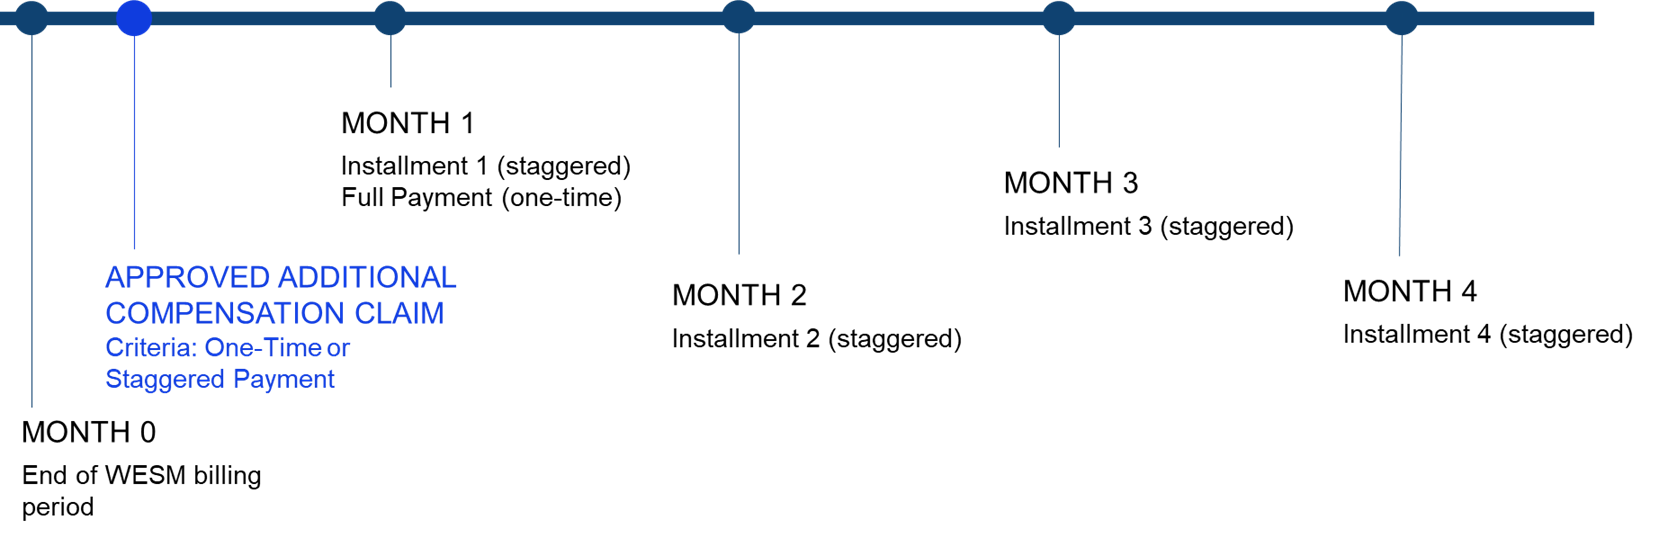 MONTH 0
End of WESM billing
period
APPROVED ADDITIONAL
COMPENSATION CLAIM
Criteria: One-Time or
Staggered Payment
MONTH 1
Installment 1 (staggered)
Full Payment (one-time)
MONTH 2
Installment 2 (staggered)
MONTH 3
Installment 3 (staggered)
MONTH 4
Installment 4 (staggered)